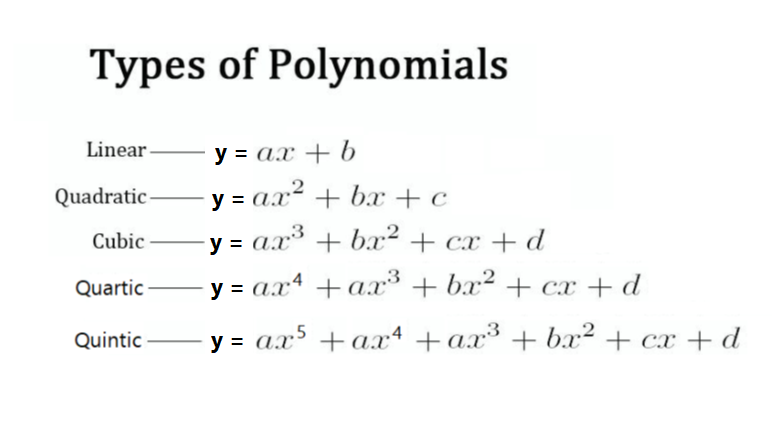 Types of Polynomials
Linear — y = ax + b
Quadratic — y = ax² + bx + c
Cubic — y = ax³ + bx² + cx + d
Quartic — y = ax⁴ + ax³ + bx² + cx + d
Quintic — y = ax⁵ + ax⁴ + ax³ + bx² + cx + d